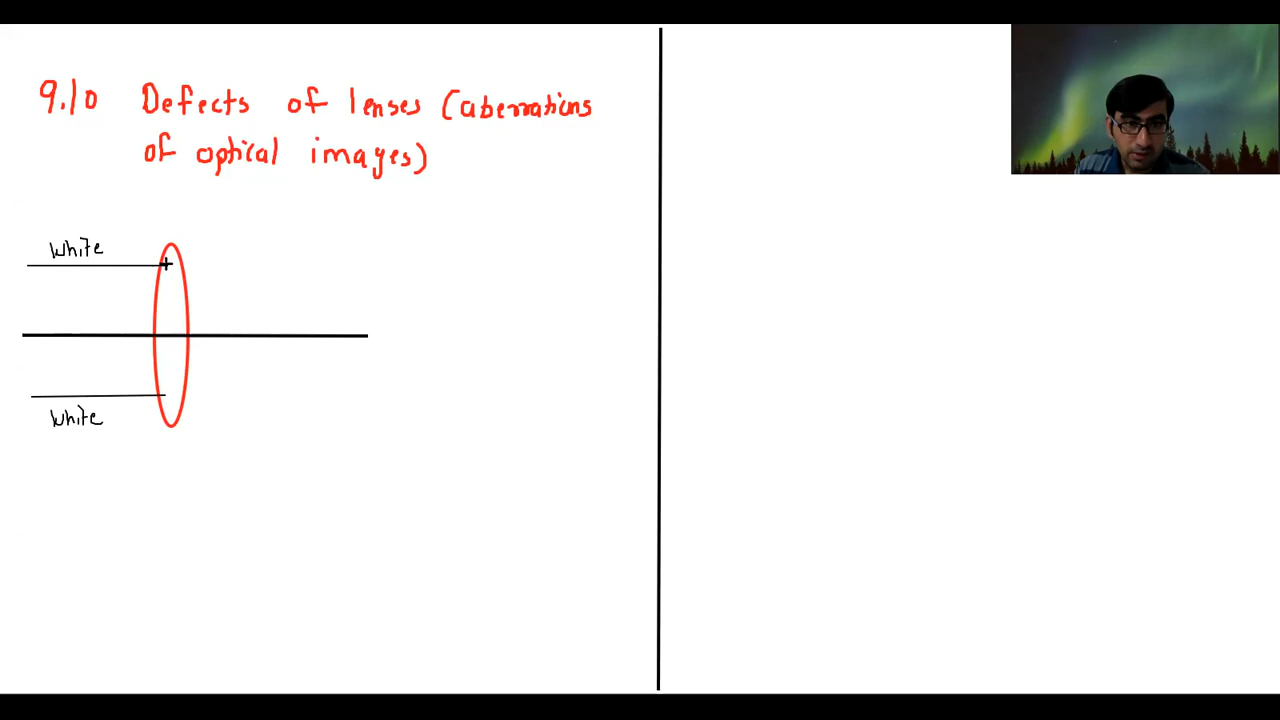 9.10 Defects of lenses (aberrations
of optical images)
White
White